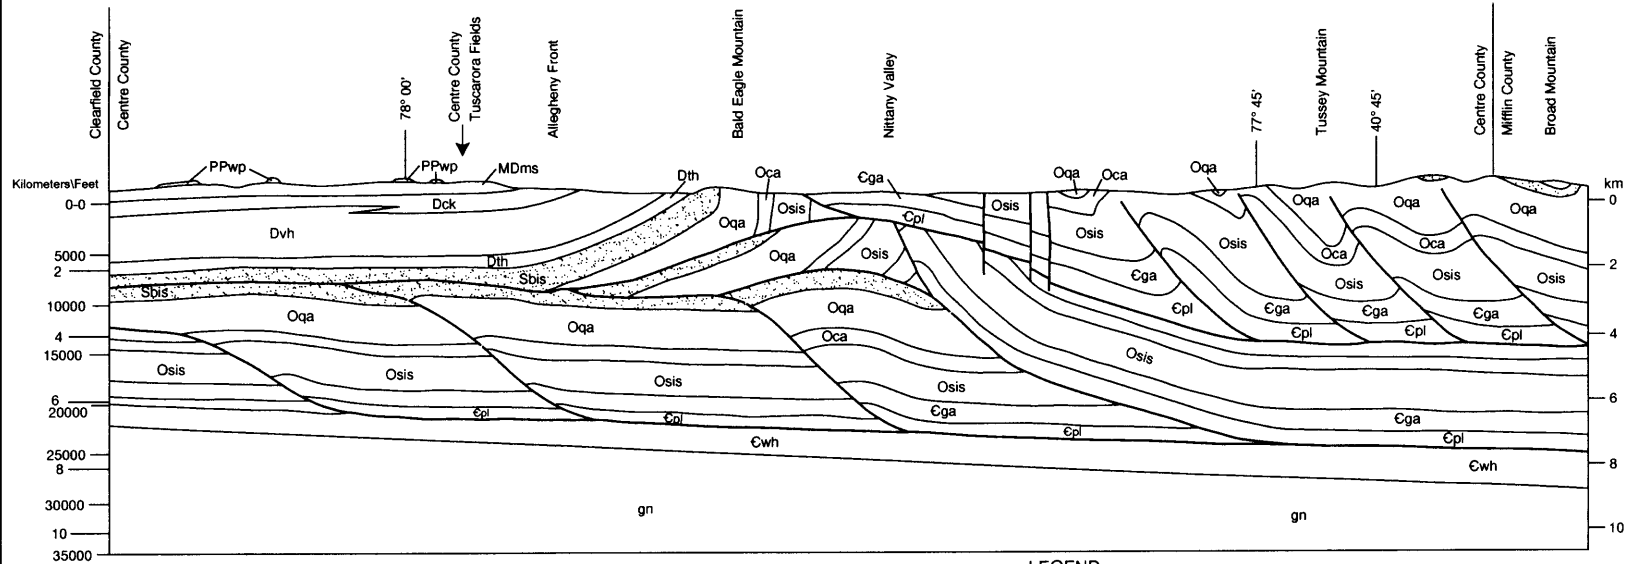 Clearfield County
Centre County
78° 00'
Centre County
Tuscarora Fields
Allegheny Front
Bald Eagle Mountain
Nittany Valley
77° 45'
Tussey Mountain
40° 45'
Centre County
Mifflin County
Broad Mountain
PPwp
PPwp
MDms
Dth
Oca
Єga
Oqa
Oca
Oqa
Kilometers\Feet
km
0-0
0
Dck
Dvh
Oqa
Osis
Єpl
Osis
Oqa
Oqa
Oqa
Osis
Osis
Oca
Oca
5000
Dth
Oqa
Osis
2
2
Sbis
Sbis
Єga
Osis
Osis
Osis
10000
Oqa
Oqa
Oqa
Єpl
Єga
Єga
Єga
4
Oca
Єpl
Єpl
Єpl
4
15000
Osis
Osis
Osis
Osis
Osis
6
6
20000
Єpl
Єpl
Єga
Єga
Єpl
Єpl
Єwh
25000
8
Єwh
8
30000
gn
gn
10
10
35000
LEGEND